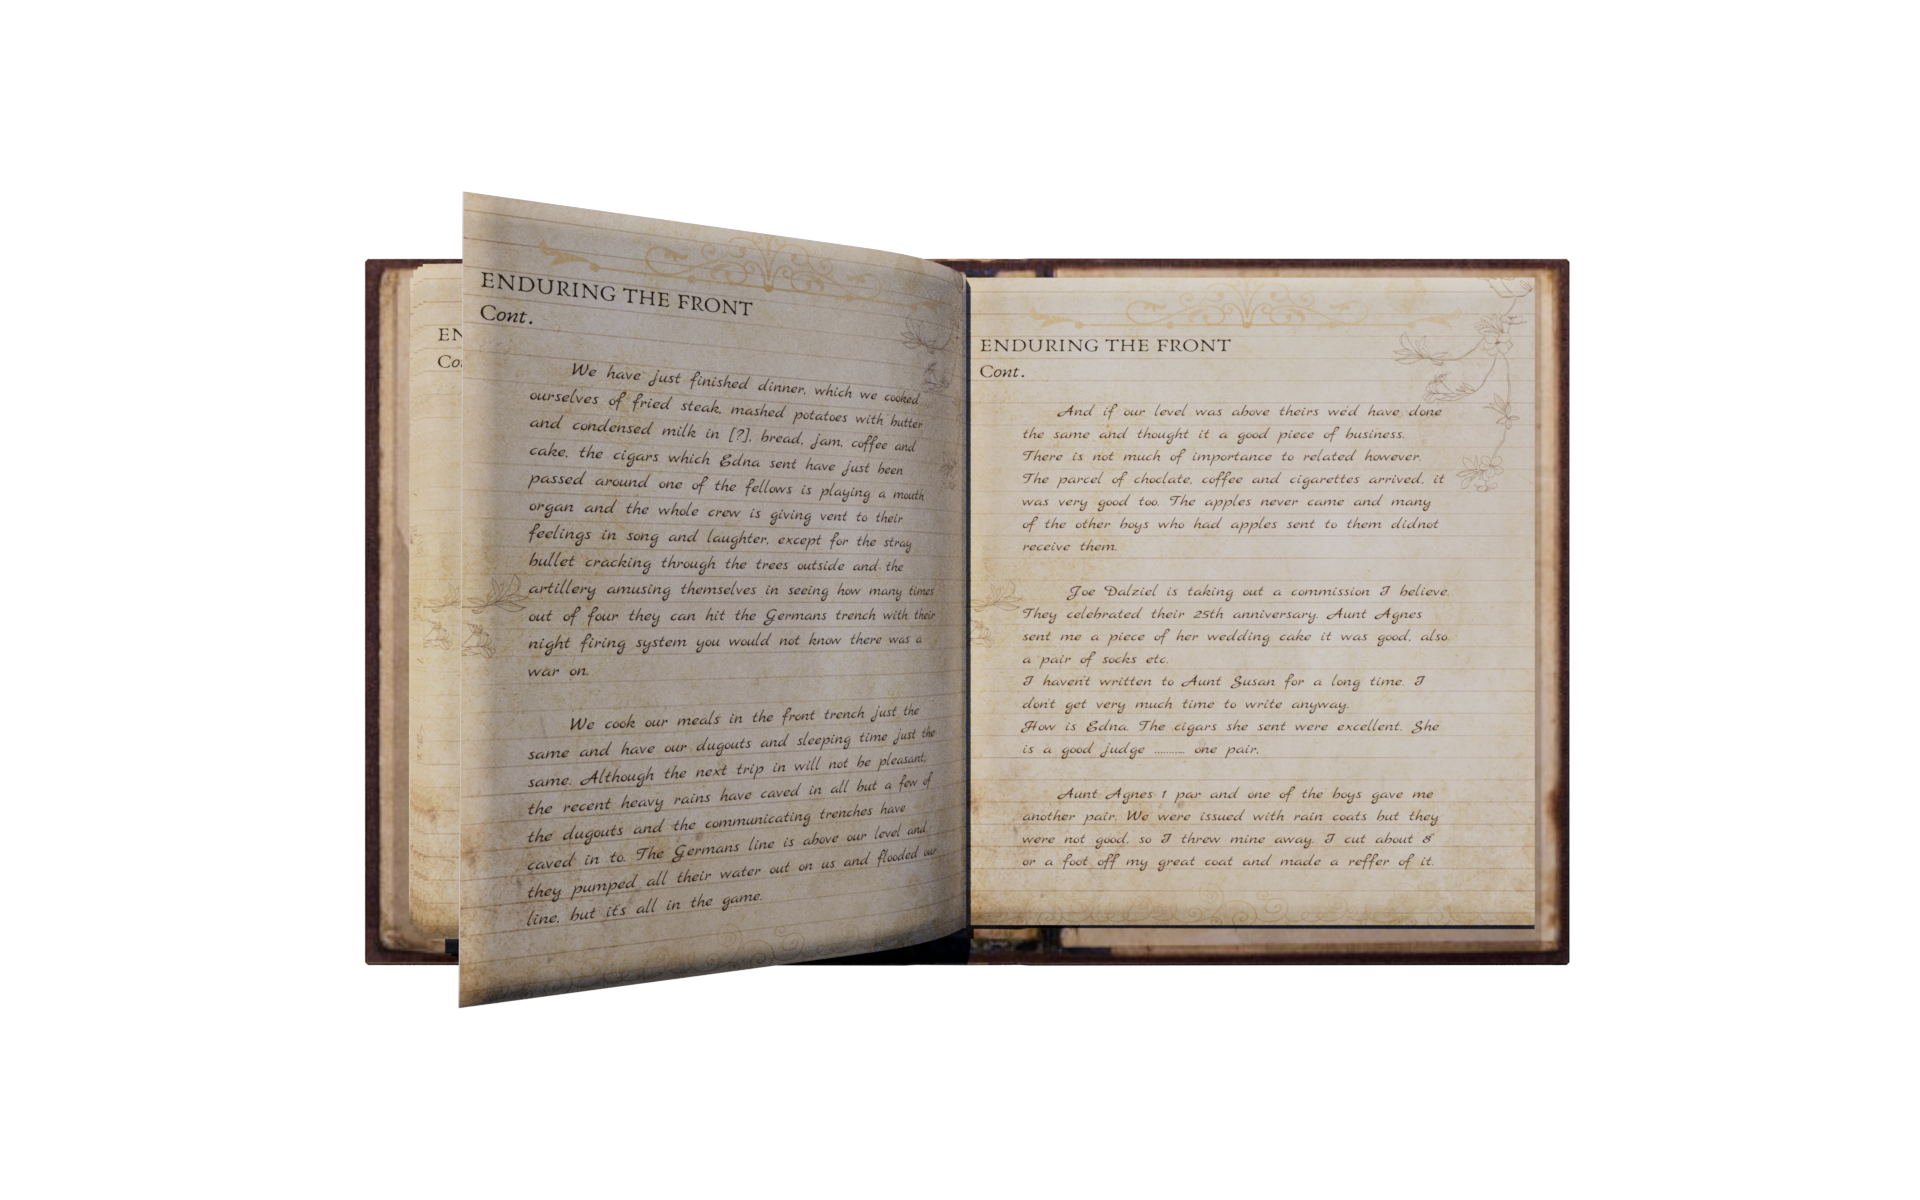 EN
Co
ENDURING THE FRONT
Cont.
We have just finished dinner, which we cooked
ourselves of fried steak, mashed potatoes with butter
and condensed milk in [?], bread, jam, coffee and
cake, the cigars which Edna sent have just been
passed around one of the fellows is playing a mouth
organ and the whole crew is giving vent to their
feelings in song and laughter, except for the stray
bullet cracking through the trees outside and the
artillery amusing themselves in seeing how many times
out of four they can hit the Germans trench with their
night firing system you would not know there was a
war on.
We cook our meals in the front trench just the
same and have our dugouts and sleeping time just the
same. Although the next trip in will not be pleasant,
the recent heavy rains have caved in all but a few of
the dugouts and the communicating trenches have
caved in to. The Germans line is above our level and
they pumped all their water out on us and flooded our
line, but it's all in the game.
ENDURING THE FRONT
Cont.
And if our level was above theirs we'd have done
the same and thought it a good piece of business.
There is not much of importance to related however.
The parcel of choclate, coffee and cigarettes arrived, it
was very good too. The apples never came and many
of the other boys who had apples sent to them didnot
receive them.
Joe Dalziel is taking out a commission I believe.
They celebrated their 25th anniversary. Aunt Agnes
sent me a piece of her wedding cake it was good, also
a pair of socks etc.
I haven't written to Aunt Susan for a long time. I
don't get very much time to write anyway.
How is Edna. The cigars she sent were excellent. She
is a good judge .......... one pair,
Aunt Agnes 1 par and one of the boys gave me
another pair. We were issued with rain coats but they
were not good, so I threw mine away. I cut about 8"
or a foot off my great coat and made a reffer of it.